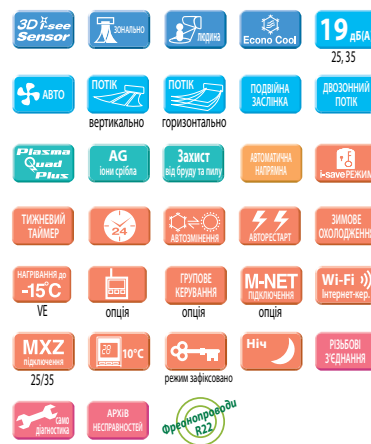 3D i-see
Sensor
ЗОНАЛЬНО
людина
Econo Cool
19 дБ(А
25, 35
АВТО
ПОТІК
вертикально
ПОТІК
горизонтально
ПОДВІЙНА
ЗАСЛІНКА
ДВОЗОННИЙ
ПОТІК
Plasma
Quad
Plus
AG
іони срібла
Захист
від бруду та пилу
АВТОМАТИЧНА
НАПРЯМНА
i-saveРЕЖИМ
ТИЖНЕВИЙ
ТАЙМЕР
24
АВТОЗМІНЕННЯ
АВТОРЕСТАРТ
ЗИМОВЕ
ОХОЛОДЖЕННЯ
НАГРІВАННЯ до
-15°C
VE
опція
ГРУПОВЕ
КЕРУВАННЯ
опція
M-NET
ПІДКЛЮЧЕННЯ
опція
Wi-Fi
Інтернет-кер.
MXZ
підключення
25/35
10°C
режим зафіксовано
Ніч
РІЗЬБОВІ
З'ЄДНАННЯ
Само
діагностика
АРХІВ
НЕСПРАВНОСТЕЙ
Фреонопроводи
R22